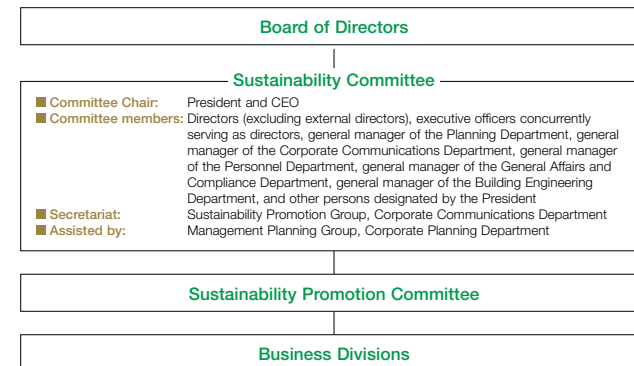 Board of Directors
Sustainability Committee
Committee Chair: President and CEO
Committee members: Directors (excluding external directors), executive officers concurrently
serving as directors, general manager of the Planning Department, general
manager of the Corporate Communications Department, general manager
of the Personnel Department, general manager of the General Affairs and
Compliance Department, general manager of the Building Engineering
Department, and other persons designated by the President
Secretariat: Sustainability Promotion Group, Corporate Communications Department
Assisted by: Management Planning Group, Corporate Planning Department
Sustainability Promotion Committee
Business Divisions